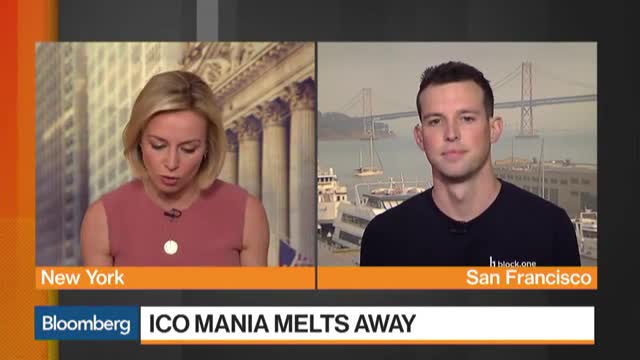 block.one
New York
San Francisco
Bloomberg
ICO MANIA MELTS AWAY